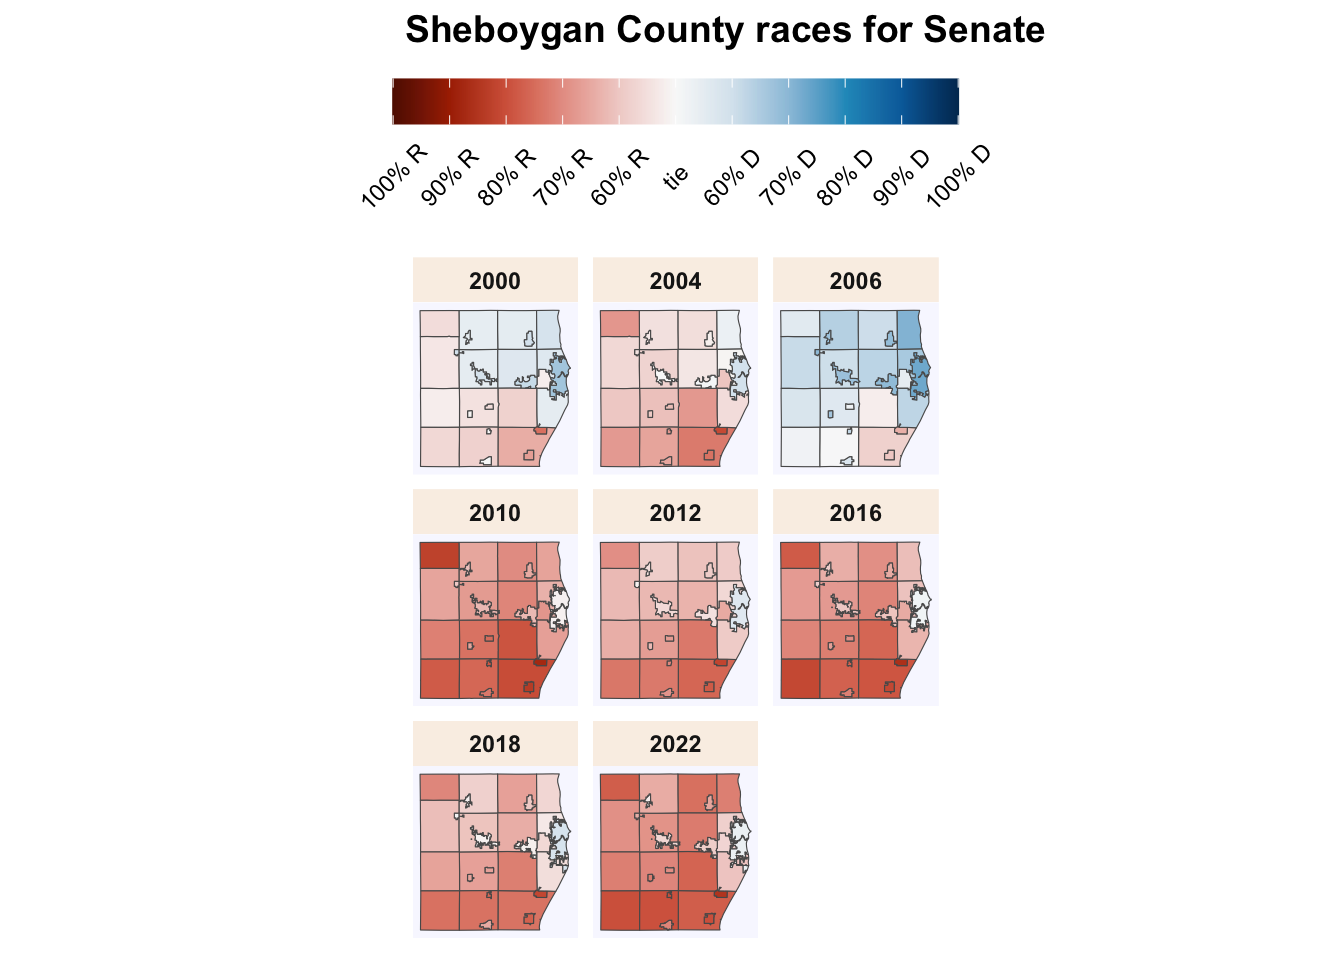 Sheboygan County races for Senate
100% R
90% R
80% R
70% R
60% R
tie
60% D
70% D
80% D
90% D
100% D
2000
2004
2006
2010
2012
2016
2018
2022